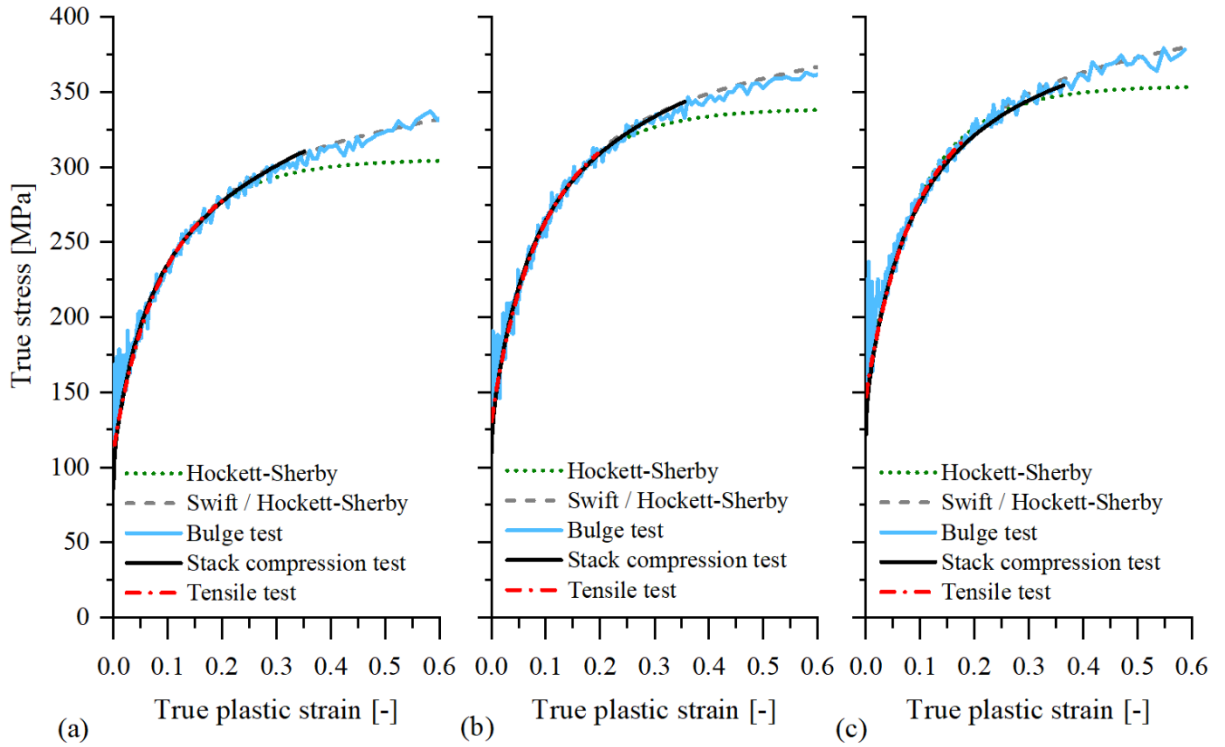 True stress [MPa]
400
350
300
250
200
150
100
50
0
Hockett-Sherby
Swift / Hockett-Sherby
Bulge test
Stack compression test
Tensile test
0.0 0.1 0.2 0.3 0.4 0.5 0.6
True plastic strain [-]
(a)
Hockett-Sherby
Swift / Hockett-Sherby
Bulge test
Stack compression test
Tensile test
0.0 0.1 0.2 0.3 0.4 0.5 0.6
True plastic strain [-]
(b)
Hockett-Sherby
Swift / Hockett-Sherby
Bulge test
Stack compression test
Tensile test
0.0 0.1 0.2 0.3 0.4 0.5 0.6
True plastic strain [-]
(c)